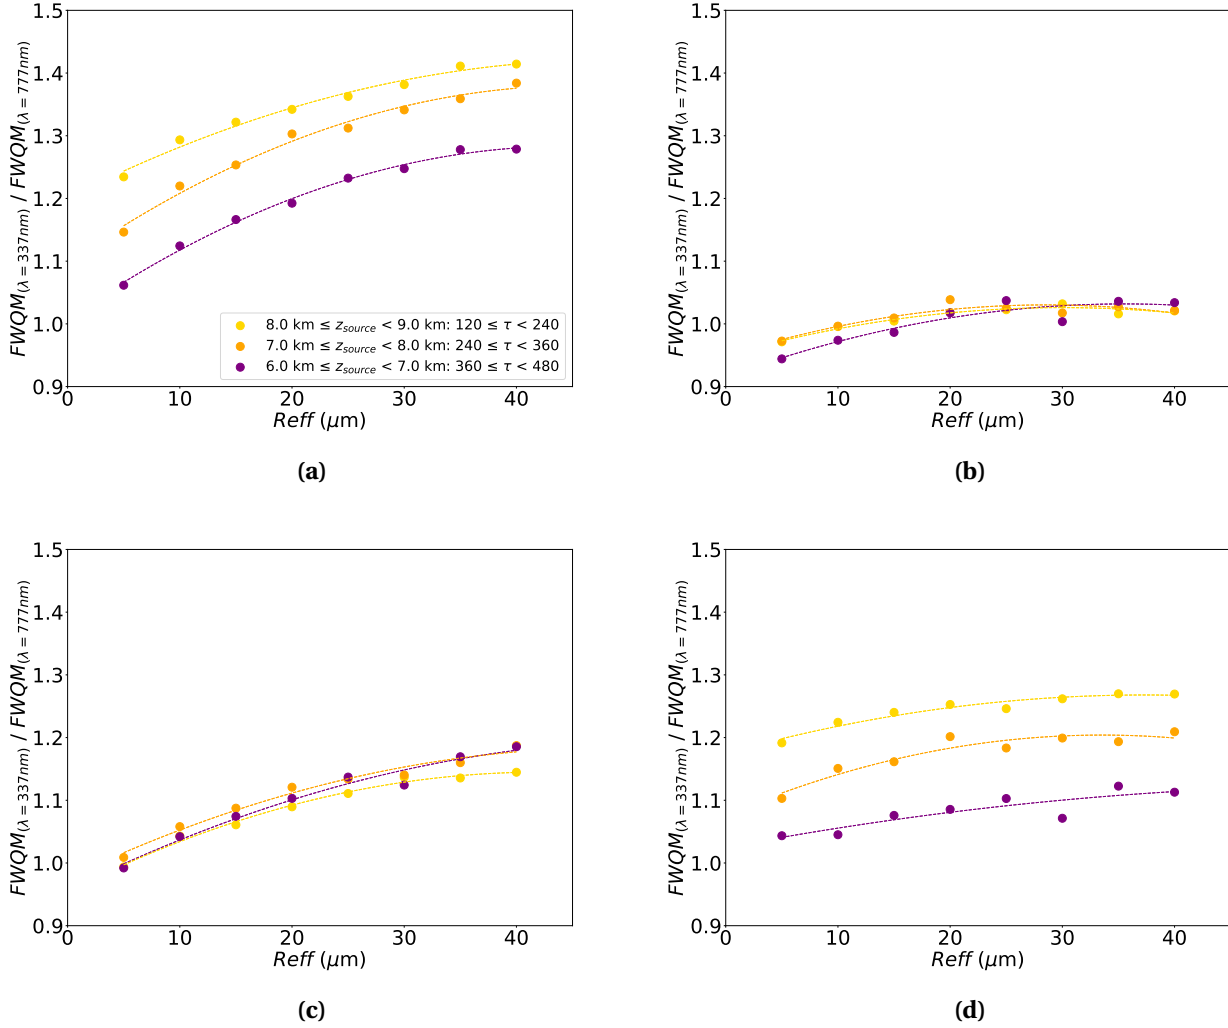 1.5
1.4
1.3
1.2
1.1
1.0
0.9
FWQM(λ = 337nm) / FWQM(λ = 777nm)
8.0 km ≤ zsource < 9.0 km: 120 ≤ τ < 240
7.0 km ≤ zsource < 8.0 km: 240 ≤ τ < 360
6.0 km ≤ zsource < 7.0 km: 360 ≤ τ < 480
0 10 20 30 40
Reff (μm)
(a)
1.5
1.4
1.3
1.2
1.1
1.0
0.9
FWQM(λ = 337nm) / FWQM(λ = 777nm)
0 10 20 30 40
Reff (μm)
(b)
1.5
1.4
1.3
1.2
1.1
1.0
0.9
FWQM(λ = 337nm) / FWQM(λ = 777nm)
0 10 20 30 40
Reff (μm)
(c)
1.5
1.4
1.3
1.2
1.1
1.0
0.9
FWQM(λ = 337nm) / FWQM(λ = 777nm)
0 10 20 30 40
Reff (μm)
(d)